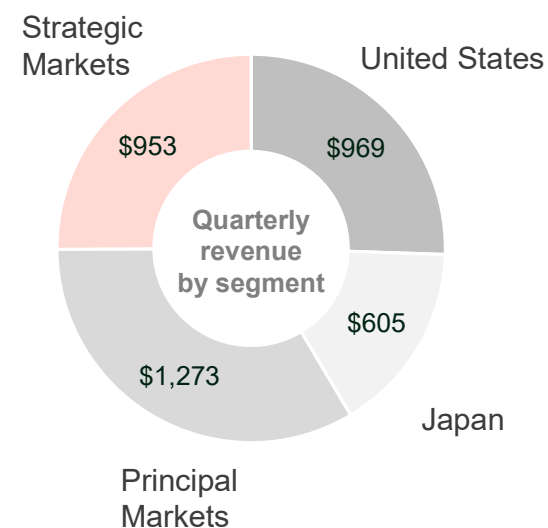 Strategic
Markets
United States
$953
$969
Quarterly
revenue
by segment
$605
$1,273
Japan
Principal
Markets